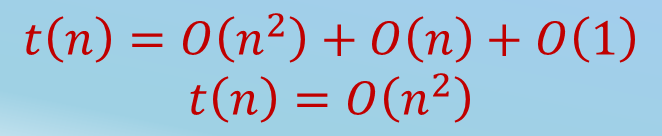 t(n) = O(n²) + O(n) + O(1)
t(n) = O(n²)